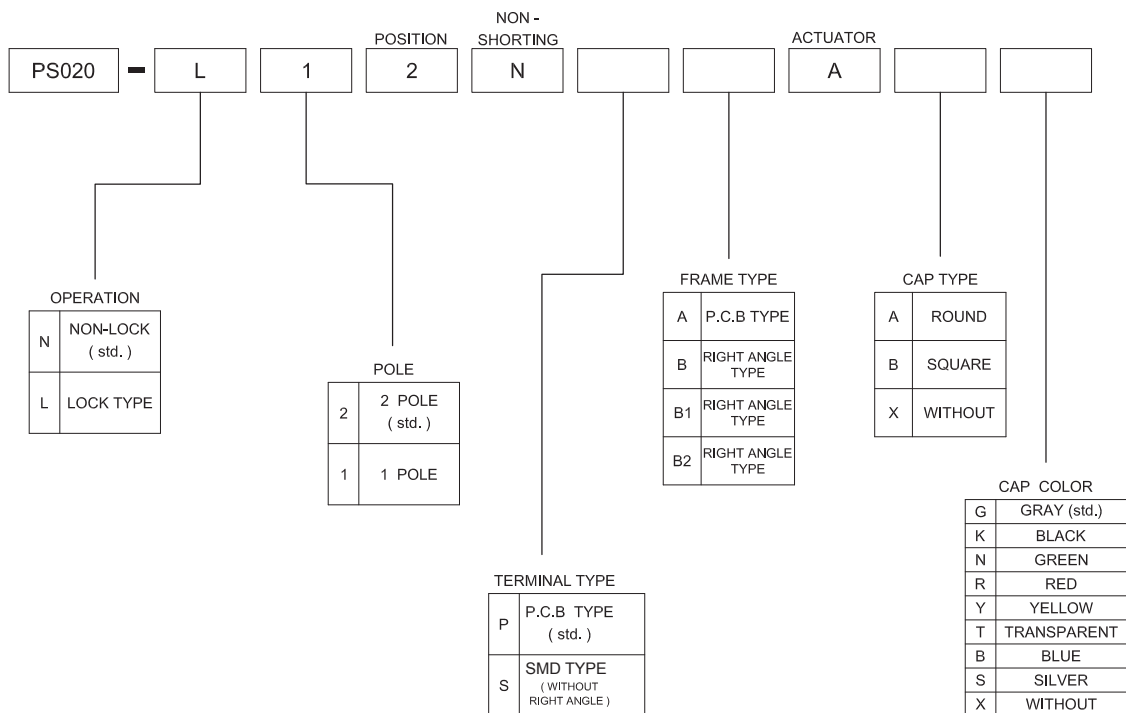 NON -
POSITION SHORTING ACTUATOR
PS020 - L 1 2 N A
OPERATION
N NON-LOCK
( std. )
L LOCK TYPE
POLE
2 2 POLE
( std. )
1 1 POLE
TERMINAL TYPE
P P.C.B TYPE
( std. )
S SMD TYPE
( WITHOUT
RIGHT ANGLE )
FRAME TYPE
A P.C.B TYPE
B RIGHT ANGLE
TYPE
B1 RIGHT ANGLE
TYPE
B2 RIGHT ANGLE
TYPE
CAP TYPE
A ROUND
B SQUARE
X WITHOUT
CAP COLOR
G GRAY (std.)
K BLACK
N GREEN
R RED
Y YELLOW
T TRANSPARENT
B BLUE
S SILVER
X WITHOUT